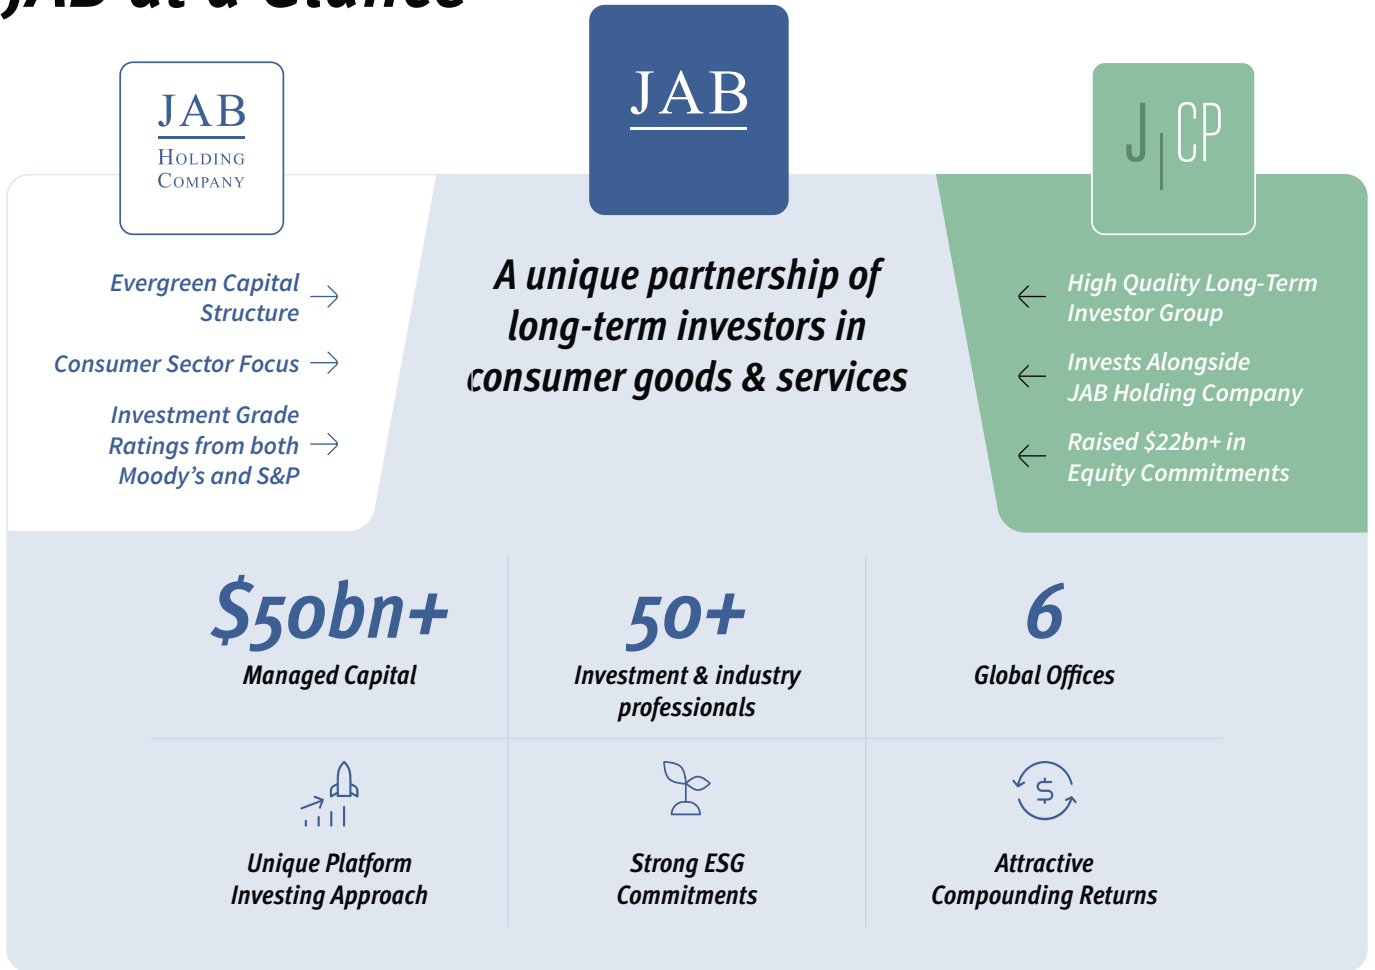 JAB at a Glance
JAB
HOLDING
COMPANY
Evergreen Capital
Structure
Consumer Sector Focus
Investment Grade
Ratings from both
Moody's and S&P
JAB
A unique partnership of
long-term investors in
consumer goods & services
J CP
High Quality Long-Term
Investor Group
Invests Alongside
JAB Holding Company
Raised $22bn+ in
Equity Commitments
$50bn+
Managed Capital
50+
Investment & industry
professionals
6
Global Offices
$
Unique Platform
Investing Approach
Strong ESG
Commitments
Attractive
Compounding Returns